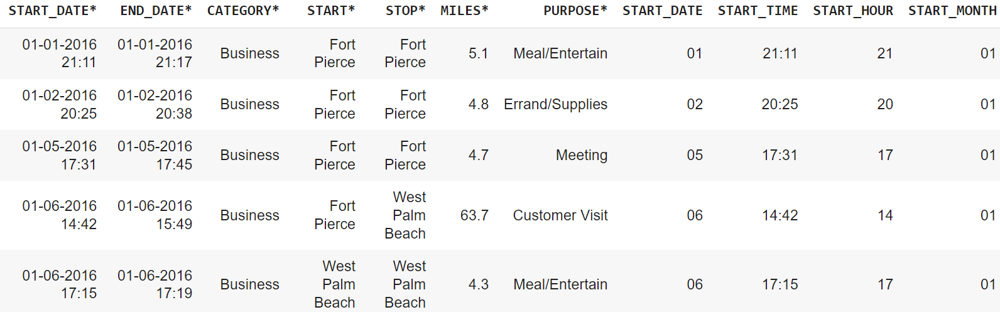 START_DATE* END_DATE* CATEGORY* START* STOP* MILES* PURPOSE* START_DATE START_TIME START_HOUR START_MONTH
01-01-2016 01-01-2016 Fort Fort
21:11 21:17 Business Pierce Pierce 5.1 Meal/Entertain 01 21:11 21 01
01-02-2016 01-02-2016 Fort Fort
20:25 20:38 Business Pierce Pierce 4.8 Errand/Supplies 02 20:25 20 01
01-05-2016 01-05-2016 Fort Fort
17:31 17:45 Business Pierce Pierce 4.7 Meeting 05 17:31 17 01
West
01-06-2016 01-06-2016 Fort Palm
14:42 15:49 Business Pierce Beach 63.7 Customer Visit 06 14:42 14 01
West West
01-06-2016 01-06-2016 Palm Palm
17:15 17:19 Business Beach Beach 4.3 Meal/Entertain 06 17:15 17 01